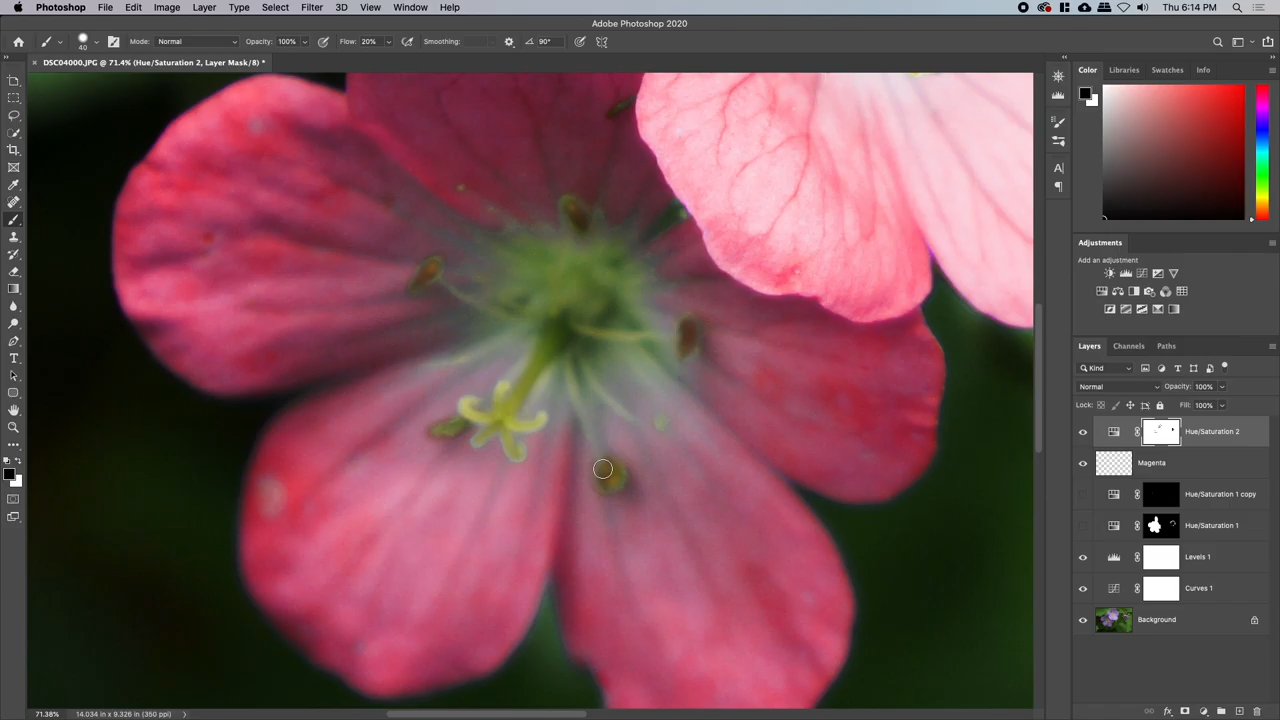 Photoshop File Edit Image Layer Type Select Filter 3D View Window Help Thu 6:14 PM
Adobe Photoshop 2020
40 Mode: Normal Opacity: 100% Flow: 20% Smoothing: 90°
DSC04000.JPG @ 71.4% (Hue/Saturation 2, Layer Mask/8) *
Color Libraries Swatches Info
Adjustments
Add an adjustment
Layers Channels Paths
Kind
Normal Opacity: 100%
Lock: Fill: 100%
Hue/Saturation 2
Magenta
Hue/Saturation 1 copy
Hue/Saturation 1
Levels 1
Curves 1
Background
71.38% 14.034 in x 9.326 in (350 ppi)